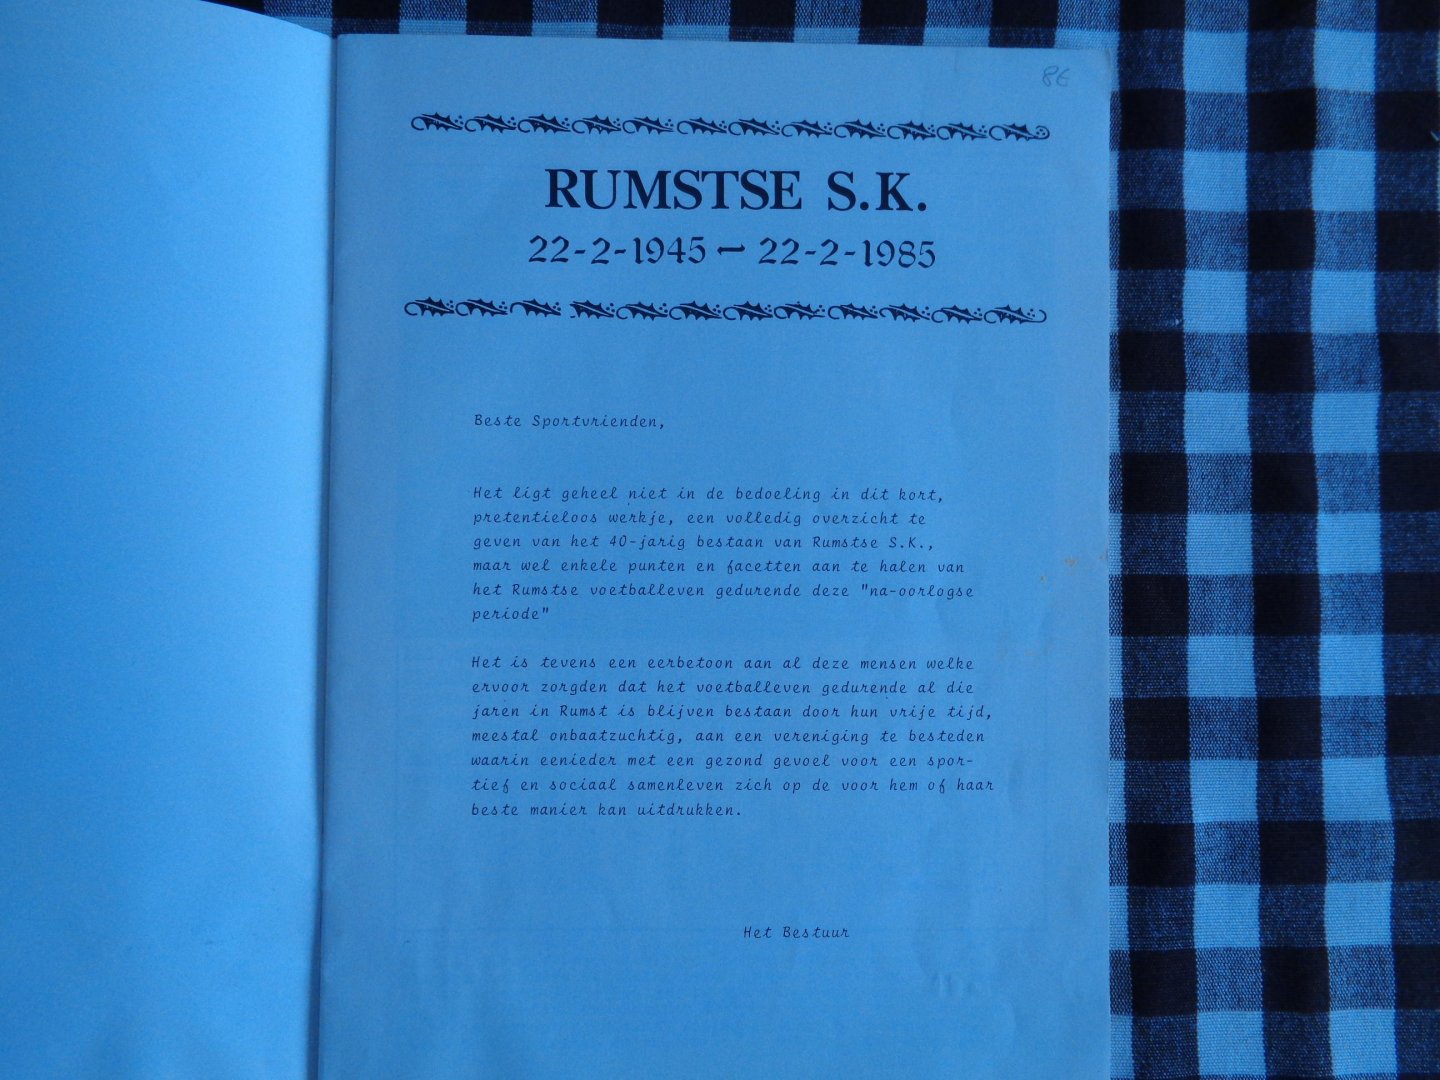 8€
RUMSTSE S.K.
22-2-1945 — 22-2-1985
Beste Sportvrienden,
Het ligt geheel niet in de bedoeling in dit kort,
pretentieloos werkje, een volledig overzicht te
geven van het 40-jarig bestaan van Rumstse S.K.,
maar wel enkele punten en facetten aan te halen van
het Rumstse voetballeven gedurende deze "na-oorlogse
periode"
Het is tevens een eerbetoon aan al deze mensen welke
ervoor zorgden dat het voetballeven gedurende al die
jaren in Rumst is blijven bestaan door hun vrije tijd,
meestal onbaatzuchtig, aan een vereniging te besteden
waarin eenieder met een gezond gevoel voor een spor-
tief en sociaal samenleven zich op de voor hem of haar
beste manier kan uitdrukken.
Het Bestuur